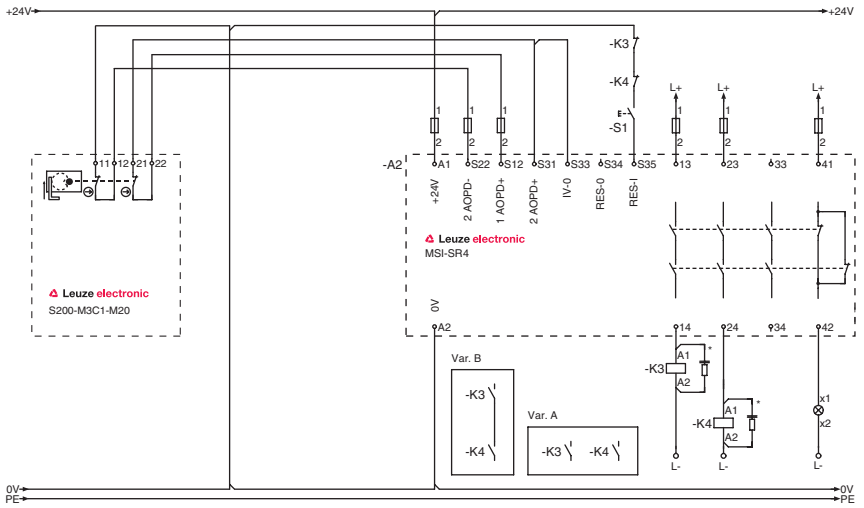 +24V +24V
-K3
-K4
E- -S1
L+ L+ L+
1 1 1 1 1 1
2 2 2 2 2 2
11 12 21 22
-A2 A1 S22 S12 S31 S33 S34 S35 13 23 33 41
+24V
2 AOPD-
1 AOPD+
2 AOPD+
IV-0
RES-0
RES-I
Leuze electronic
MSI-SR4
Leuze electronic
S200-M3C1-M20
0V
A2 14 24 34 42
Var. B
-K3
-K4
Var. A
-K3 -K4
-K3 A1 *
A2
-K4 A1 *
A2
x1
x2
L- L- L-
0V 0V
PE PE